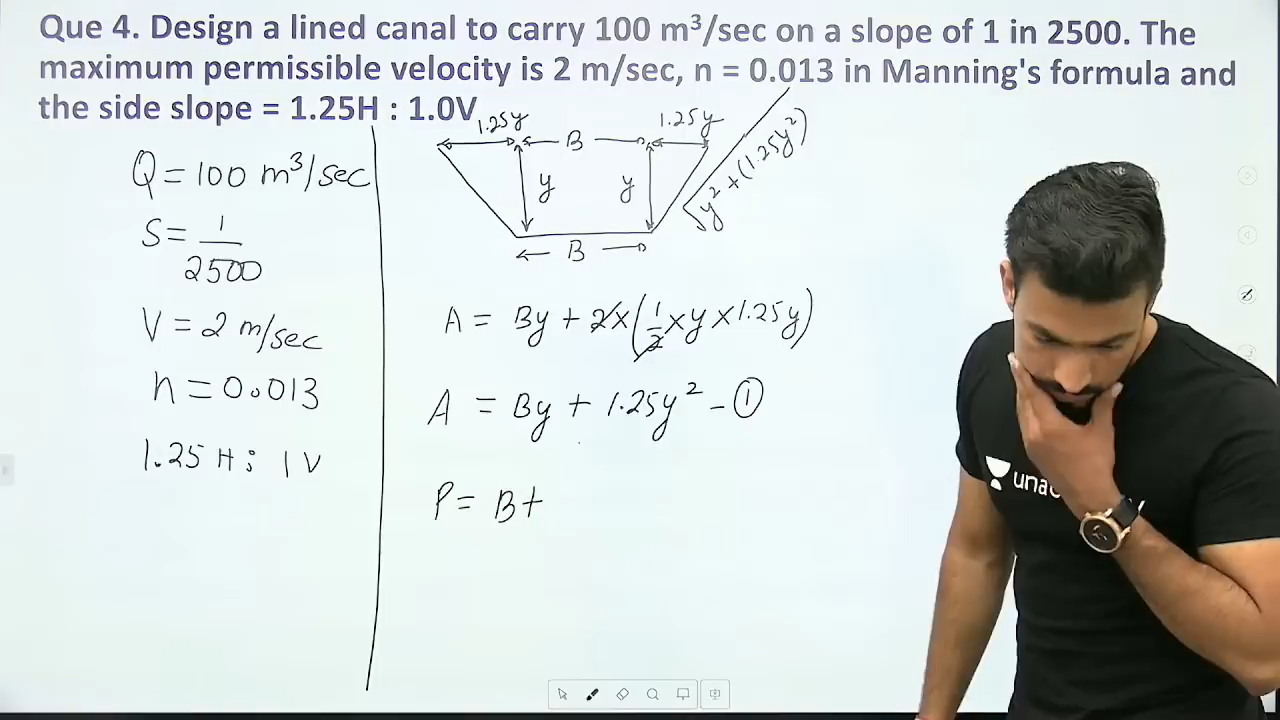 Que 4. Design a lined canal to carry 100 m³/sec on a slope of 1 in 2500. The
maximum permissible velocity is 2 m/sec, n = 0.013 in Manning's formula and
the side slope = 1.25H : 1.0V
Q = 100 m³/sec
S = 1/2500
V = 2 m/sec
n = 0.013
1.25 H : 1 V
1.25y B 1.25y
y y √y² + (1.25y²)
B
A = By + 2×(1/2 × y × 1.25y)
A = By + 1.25y² - ①
P = B+
una